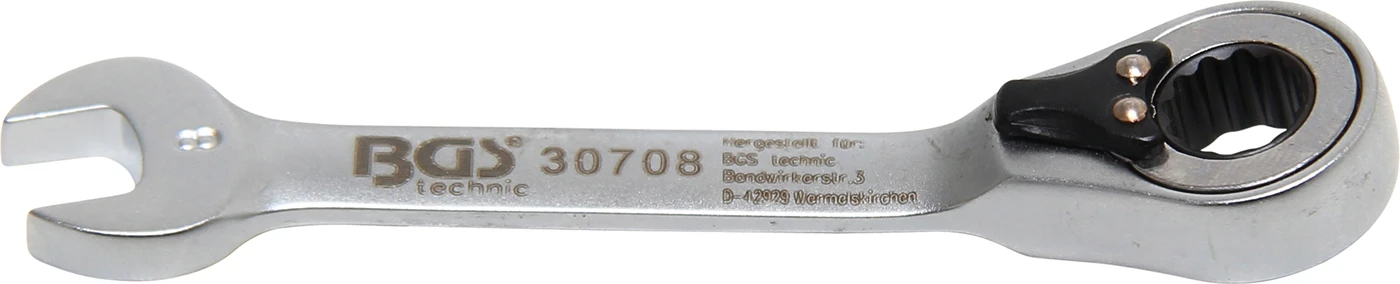 8
BGS®
technic
30708
Hergestellt für:
BGS technic
Bandwirkerstr.3
D-42929 Wermelskirchen